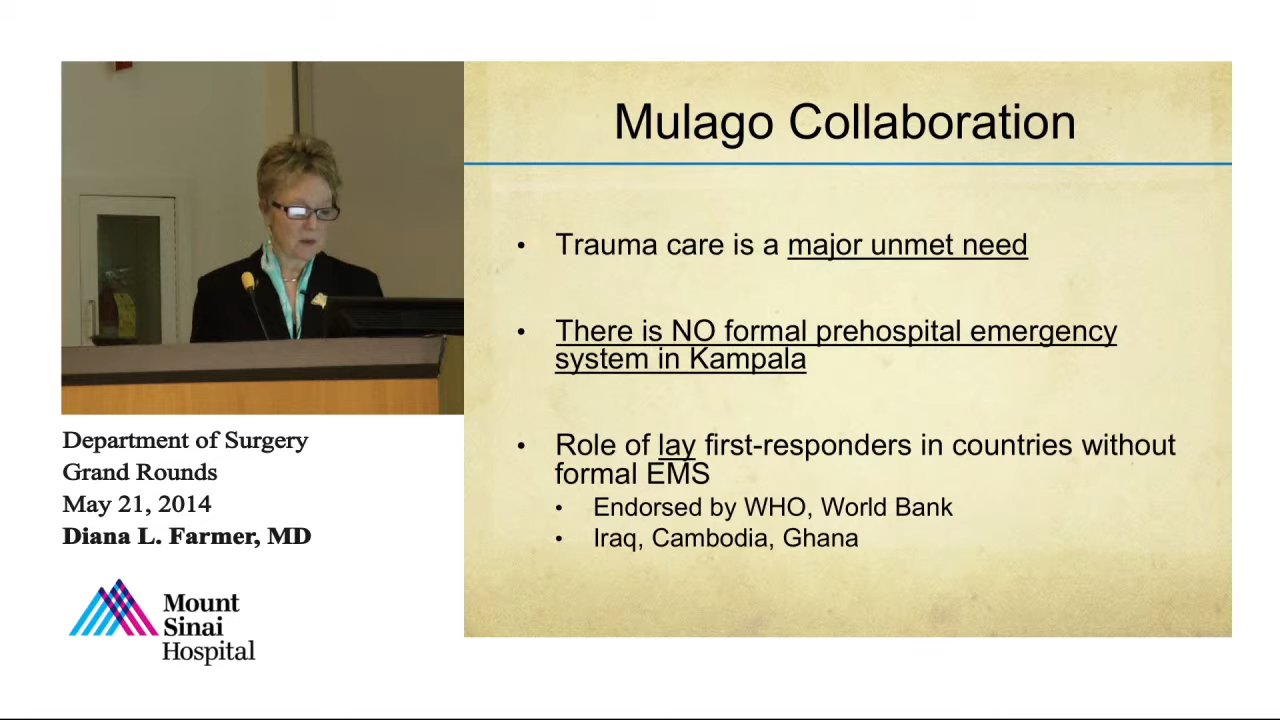 Mulago Collaboration
• Trauma care is a major unmet need
• There is NO formal prehospital emergency
system in Kampala
• Role of lay first-responders in countries without
formal EMS
• Endorsed by WHO, World Bank
• Iraq, Cambodia, Ghana
Department of Surgery
Grand Rounds
May 21, 2014
Diana L. Farmer, MD
Mount
Sinai
Hospital